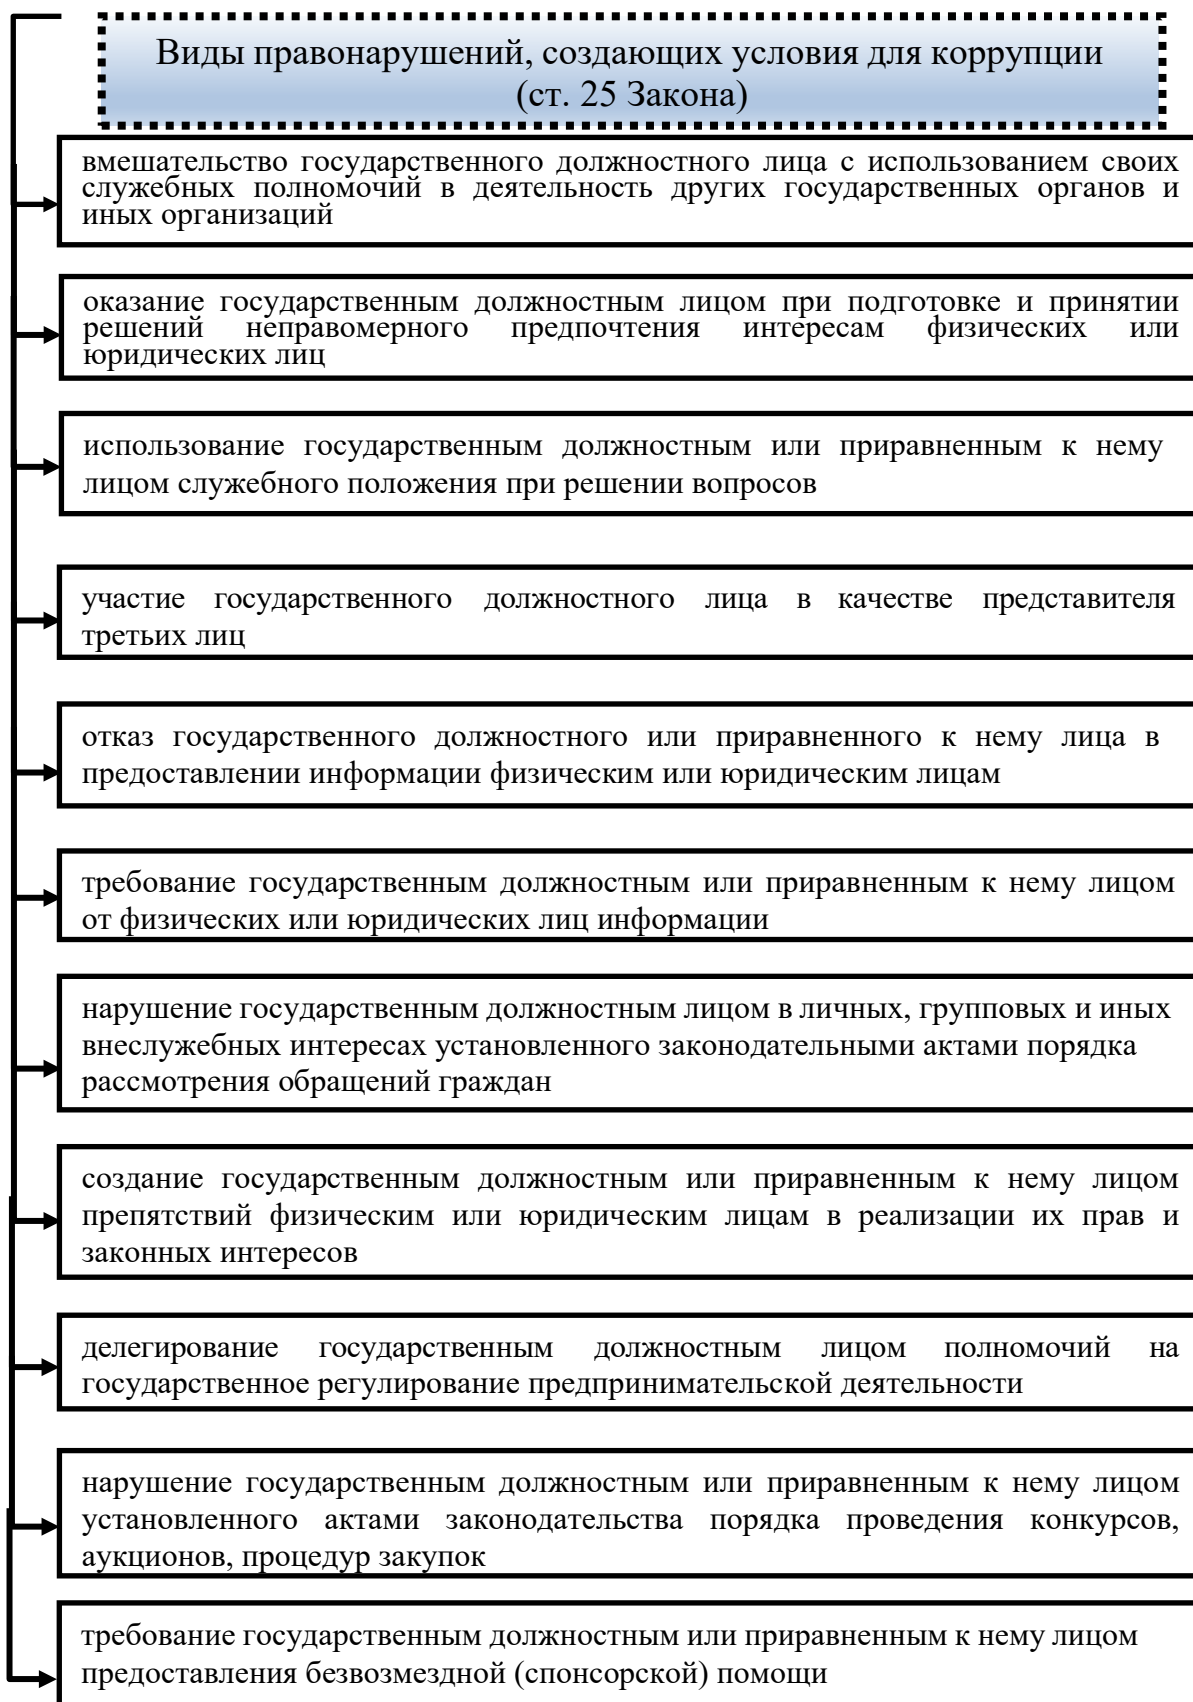 Виды правонарушений, создающих условия для коррупции
(ст. 25 Закона)
вмешательство государственного должностного лица с использованием своих
служебных полномочий в деятельность других государственных органов и
иных организаций
оказание государственным должностным лицом при подготовке и принятии
решений неправомерного предпочтения интересам физических или
юридических лиц
использование государственным должностным или приравненным к нему
лицом служебного положения при решении вопросов
участие государственного должностного лица в качестве представителя
третьих лиц
отказ государственного должностного или приравненного к нему лица в
предоставлении информации физическим или юридическим лицам
требование государственным должностным или приравненным к нему лицом
от физических или юридических лиц информации
нарушение государственным должностным лицом в личных, групповых и иных
внеслужебных интересах установленного законодательными актами порядка
рассмотрения обращений граждан
создание государственным должностным или приравненным к нему лицом
препятствий физическим или юридическим лицам в реализации их прав и
законных интересов
делегирование государственным должностным лицом полномочий на
государственное регулирование предпринимательской деятельности
нарушение государственным должностным или приравненным к нему лицом
установленного актами законодательства порядка проведения конкурсов,
аукционов, процедур закупок
требование государственным должностным или приравненным к нему лицом
предоставления безвозмездной (спонсорской) помощи